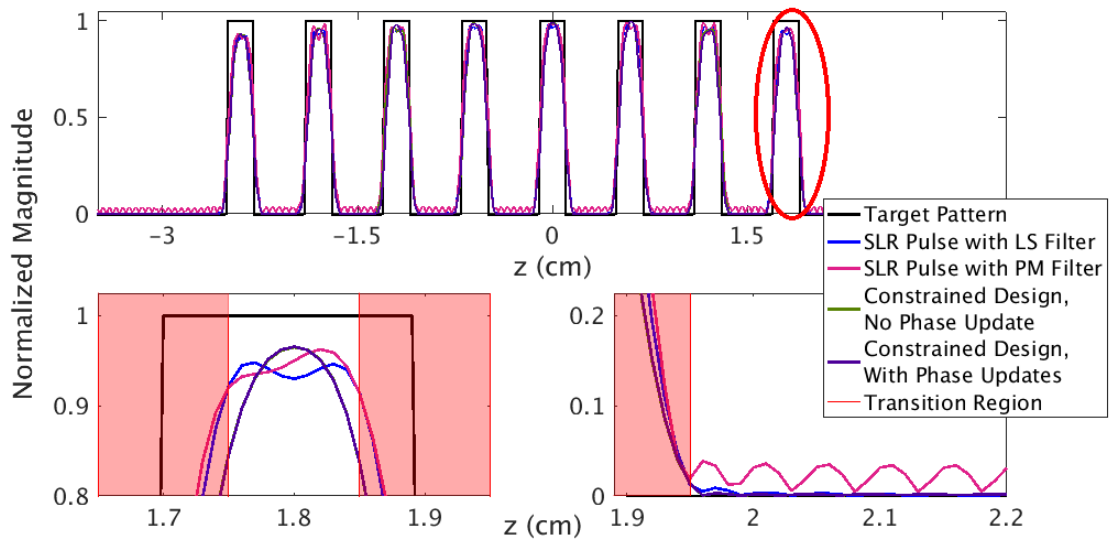 Normalized Magnitude
1
0.5
0
-3
-1.5
0
1.5
z (cm)
Target Pattern
SLR Pulse with LS Filter
SLR Pulse with PM Filter
Constrained Design,
No Phase Update
Constrained Design,
With Phase Updates
Transition Region
1
0.9
0.8
1.7
1.8
1.9
0.2
0.1
0
1.9
2
2.1
2.2
z (cm)